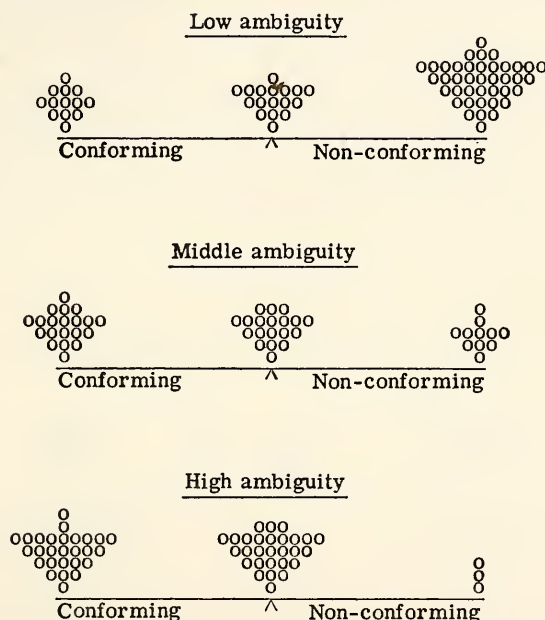 Low ambiguity
Conforming ^ Non-conforming
Middle ambiguity
Conforming ^ Non-conforming
High ambiguity
Conforming ^ Non-conforming